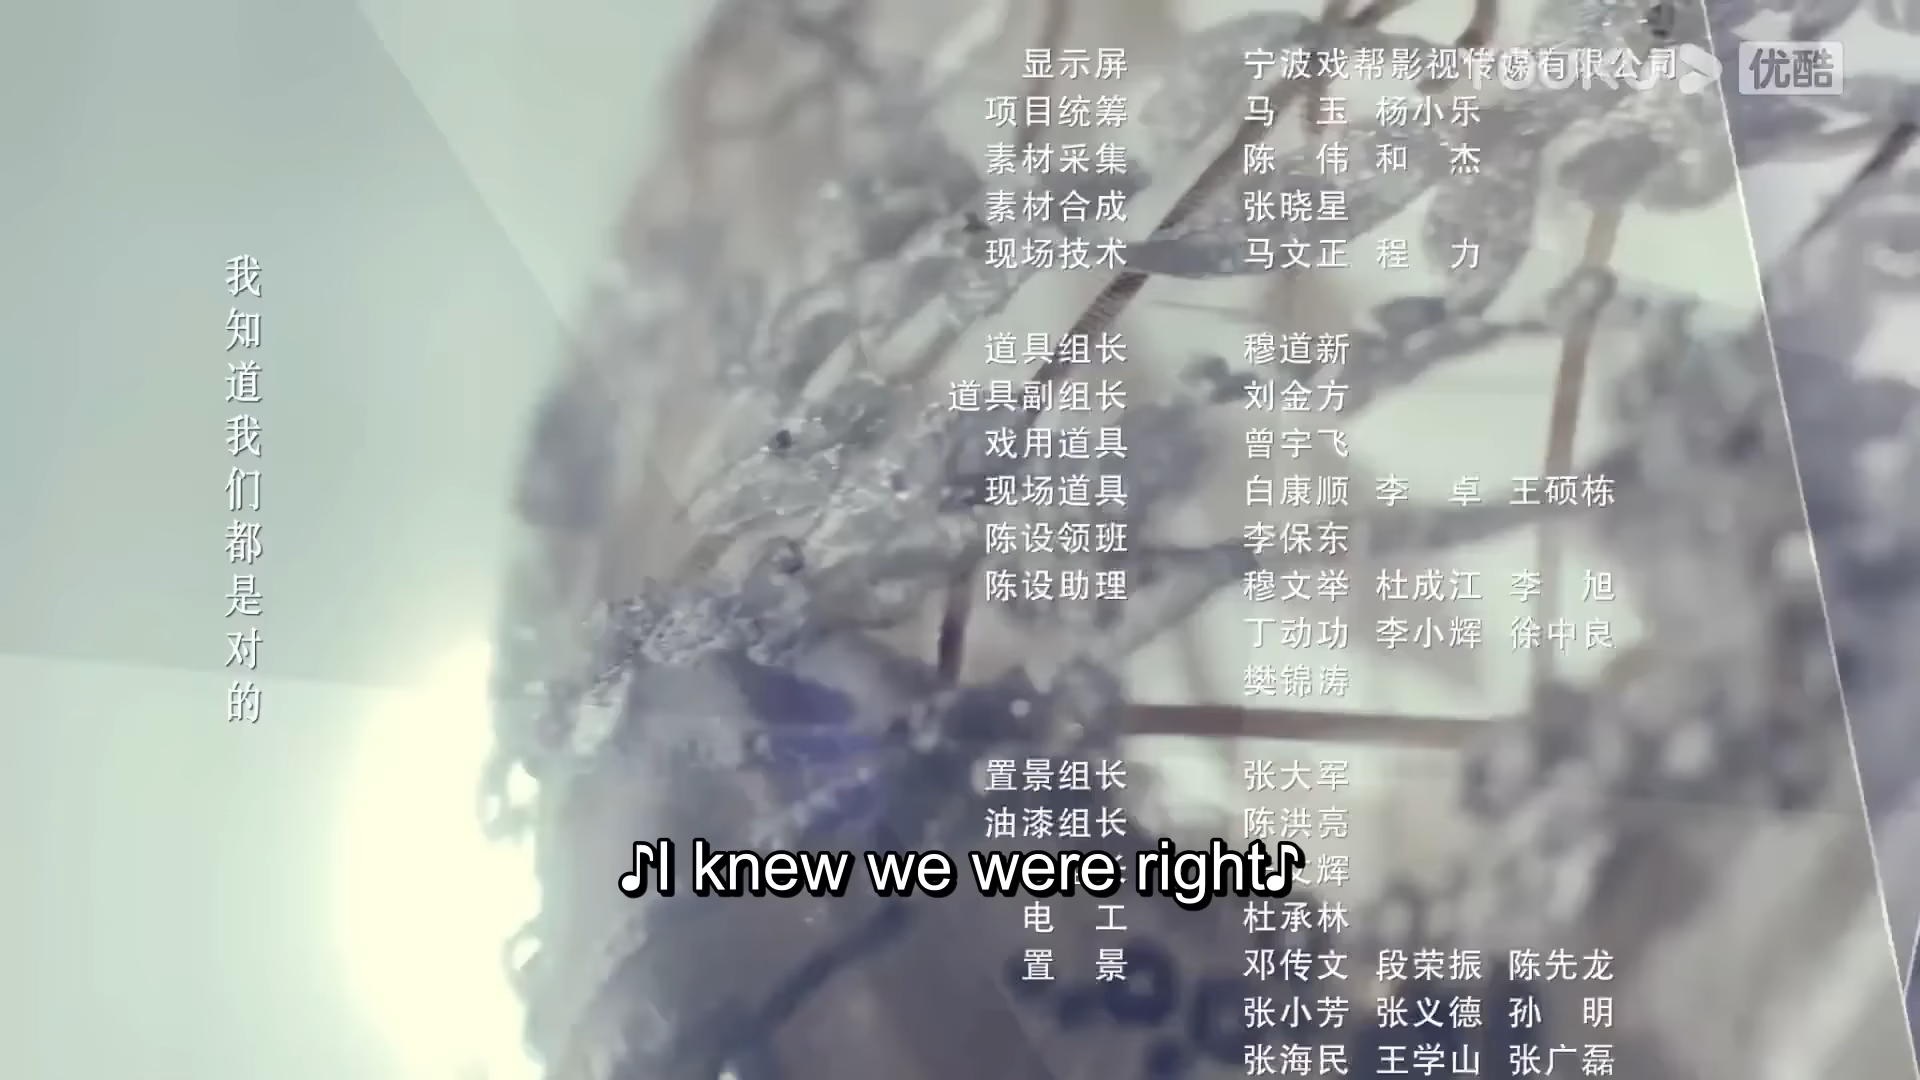 显示屏 宁波戏帮影视传媒有限公司
YOUKU 优酷
项目统筹 马 玉 杨小乐
素材采集 陈 伟 和 杰
素材合成 张晓星
现场技术 马文正 程 力
我知道我们都是对的
道具组长 穆道新
道具副组长 刘金方
戏用道具 曾宇飞
现场道具 白康顺 李 卓 王硕栋
陈设领班 李保东
陈设助理 穆文举 杜成江 李 旭
丁动功 李小辉 徐中良
樊锦涛
置景组长 张大军
油漆组长 陈洪亮
♪I knew we were right♪
文辉
电 工 杜承林
置 景 邓传文 段荣振 陈先龙
张小芳 张义德 孙 明
张海民 王学山 张广磊